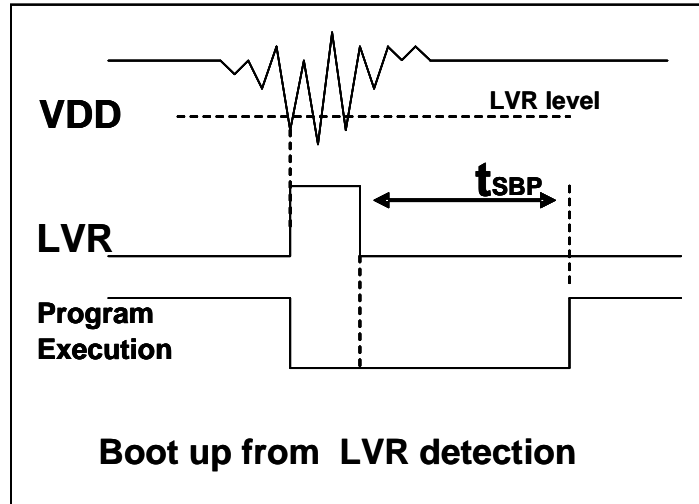 LVR level
VDD
tSBP
LVR
Program
Execution
Boot up from LVR detection